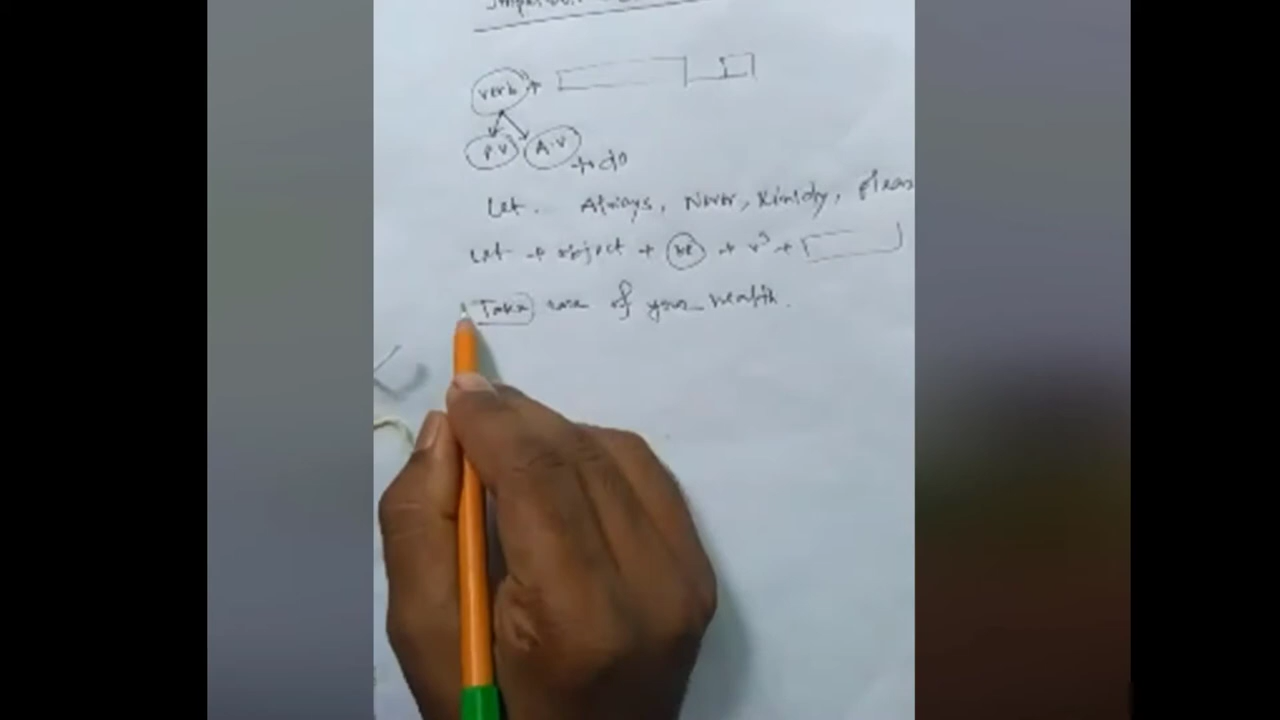 verb +
P.V A.V
+ do
Let. Always, Never, Kindly, pleas
Let + object + be + v3 +
Take care of your health.